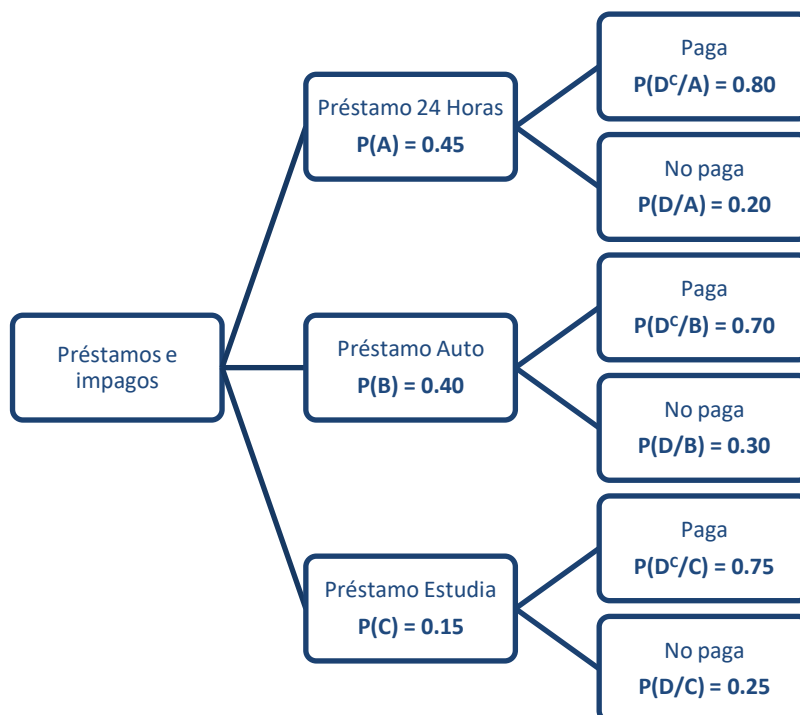 Préstamos e
impagos
Préstamo 24 Horas
P(A) = 0.45
Paga
P(Dᶜ/A) = 0.80
No paga
P(D/A) = 0.20
Préstamo Auto
P(B) = 0.40
Paga
P(Dᶜ/B) = 0.70
No paga
P(D/B) = 0.30
Préstamo Estudia
P(C) = 0.15
Paga
P(Dᶜ/C) = 0.75
No paga
P(D/C) = 0.25